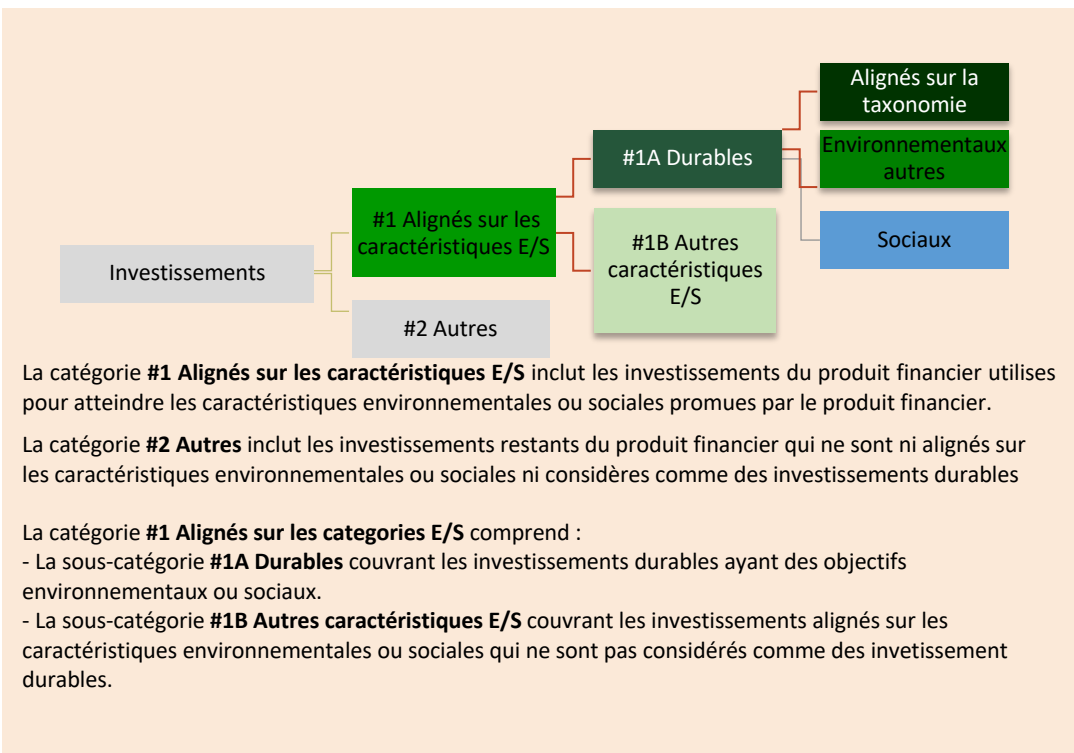 Alignés sur la
taxonomie
#1A Durables
Environnementaux
autres
#1 Alignés sur les
caractéristiques E/S
#1B Autres
caractéristiques
E/S
Sociaux
Investissements
#2 Autres
La catégorie #1 Alignés sur les caractéristiques E/S inclut les investissements du produit financier utilises
pour atteindre les caractéristiques environnementales ou sociales promues par le produit financier.
La catégorie #2 Autres inclut les investissements restants du produit financier qui ne sont ni alignés sur
les caractéristiques environnementales ou sociales ni considères comme des investissements durables
La catégorie #1 Alignés sur les categories E/S comprend :
- La sous-catégorie #1A Durables couvrant les investissements durables ayant des objectifs
environnementaux ou sociaux.
- La sous-catégorie #1B Autres caractéristiques E/S couvrant les investissements alignés sur les
caractéristiques environnementales ou sociales qui ne sont pas considérés comme des invetissement
durables.